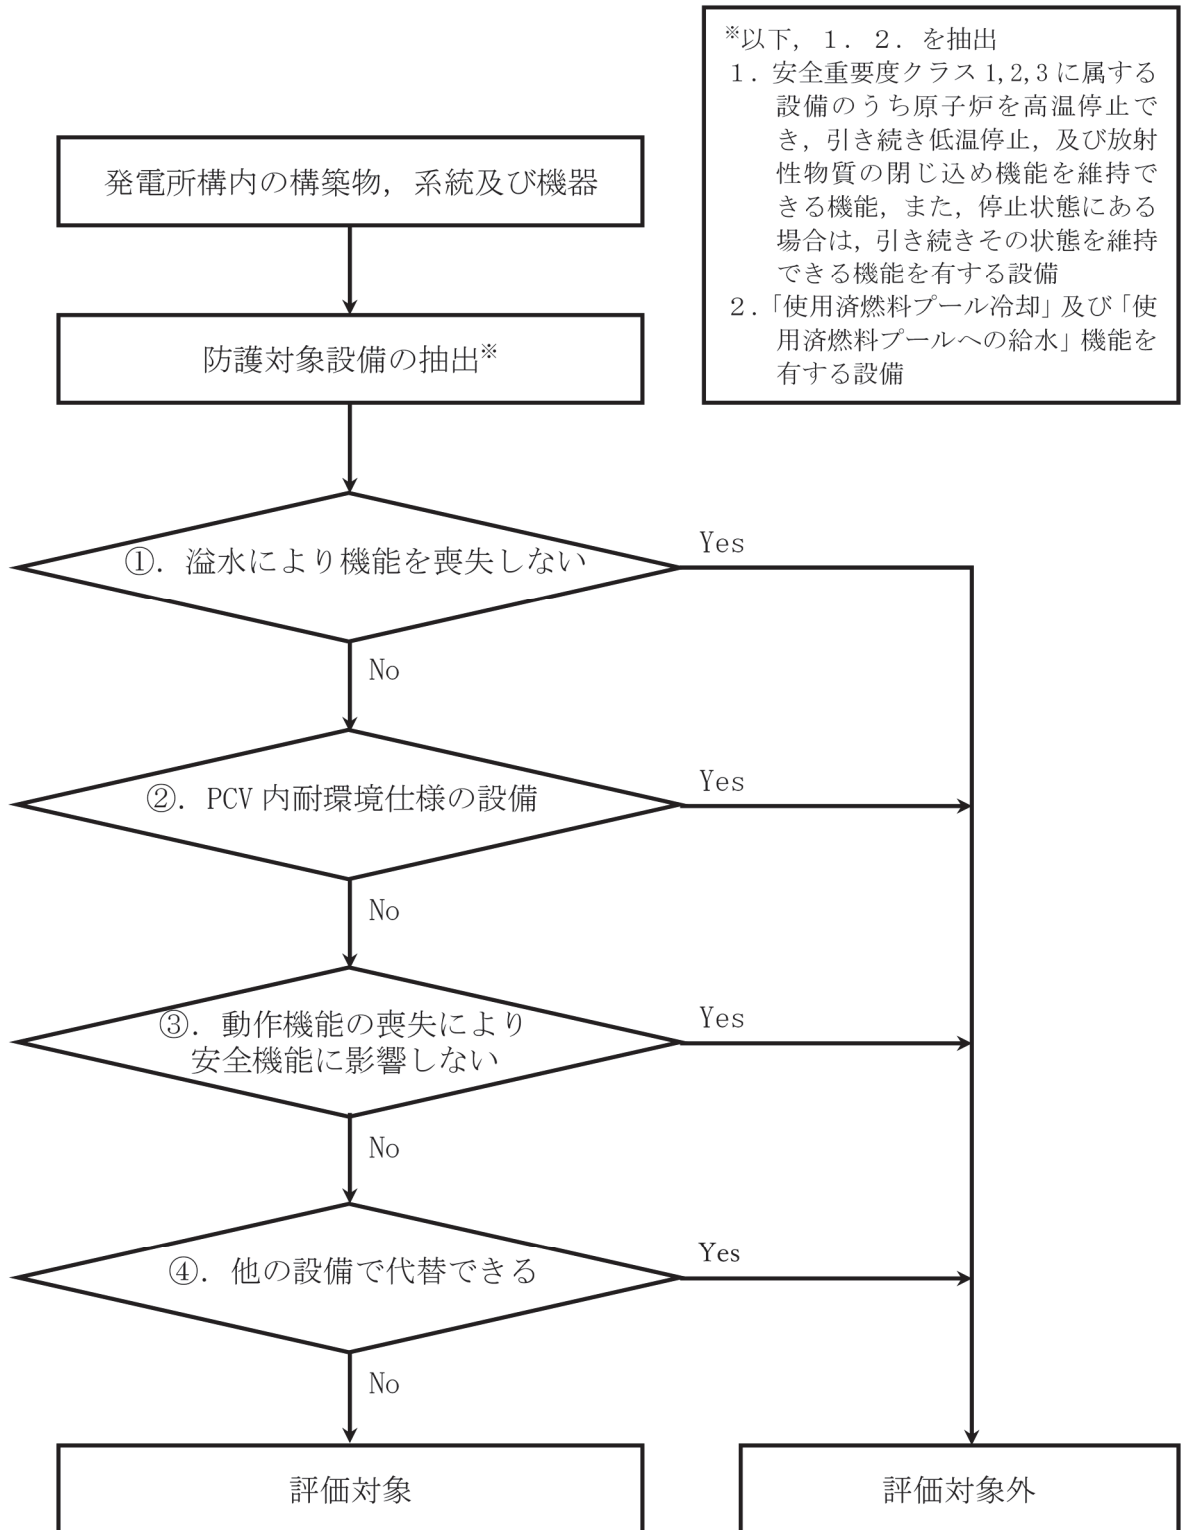 ※以下，１．２．を抽出
１．安全重要度クラス1,2,3に属する
設備のうち原子炉を高温停止で
き，引き続き低温停止，及び放射
性物質の閉じ込め機能を維持で
きる機能，また，停止状態にある
場合は，引き続きその状態を維持
できる機能を有する設備
２．「使用済燃料プール冷却」及び「使
用済燃料プールへの給水」機能を
有する設備
発電所構内の構築物，系統及び機器
防護対象設備の抽出※
①．溢水により機能を喪失しない
Yes
No
②．PCV内耐環境仕様の設備
Yes
No
③．動作機能の喪失により
安全機能に影響しない
Yes
No
④．他の設備で代替できる
Yes
No
評価対象
評価対象外